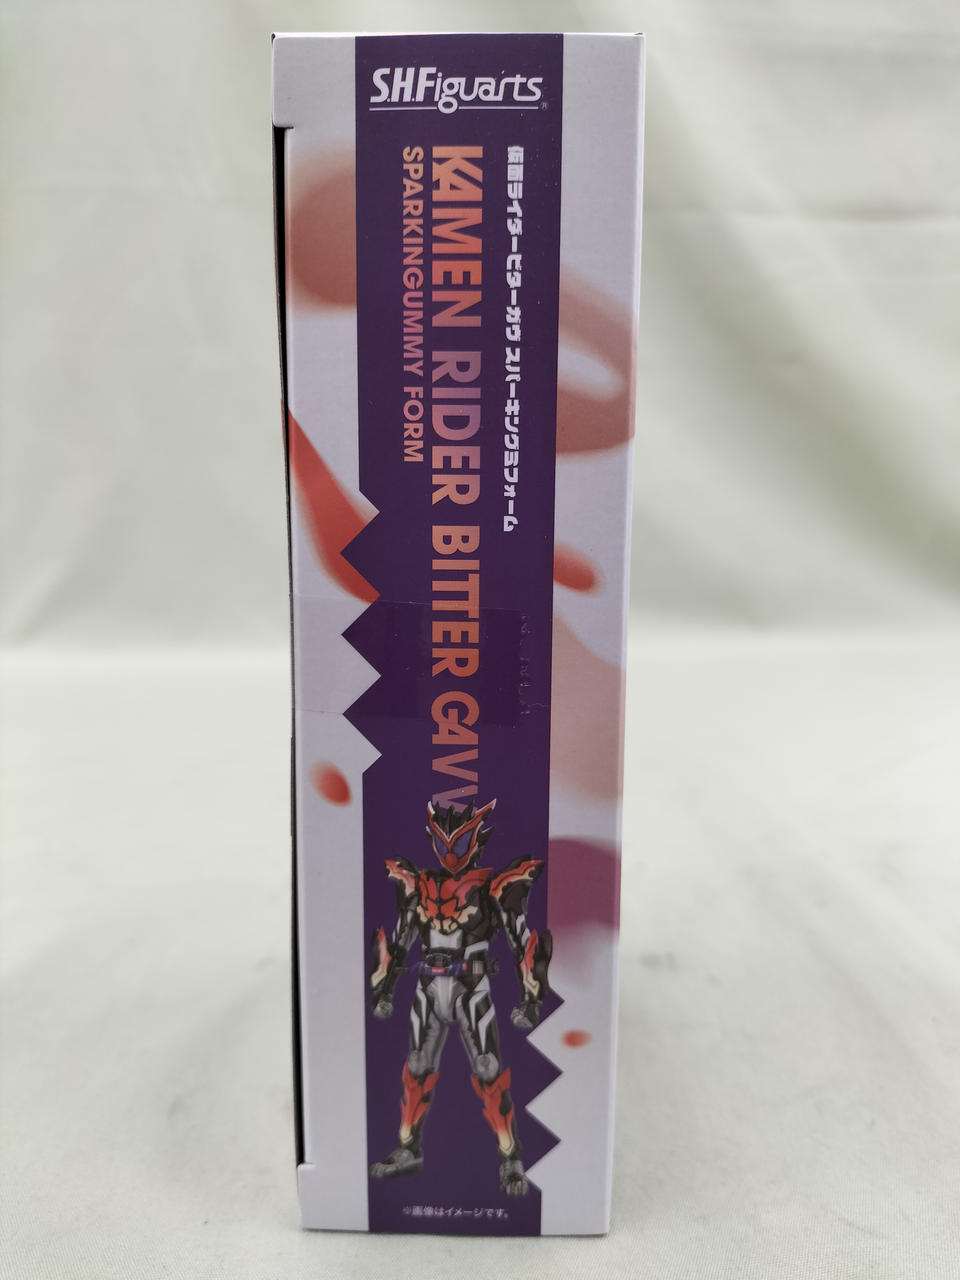 S.H.Figuarts®
仮面ライダービターガヴ スパーキングミフォーム
KAMEN RIDER BITTER GAVV
SPARKINGUMMY FORM
※画像はイメージです。